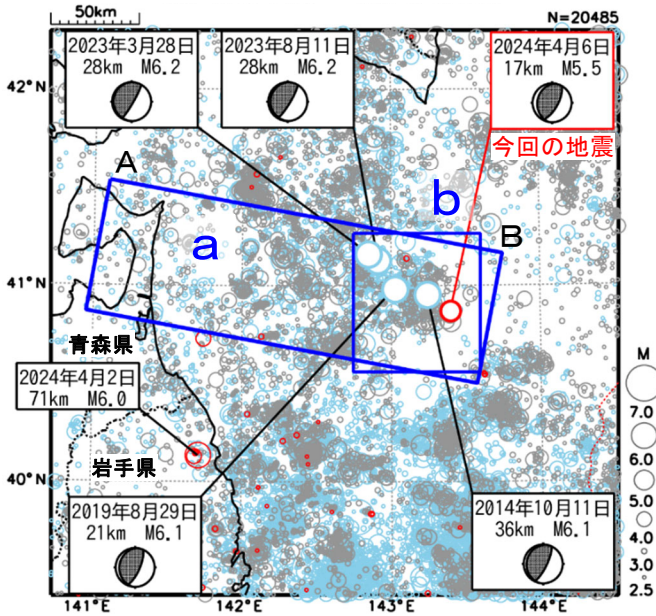 50km
N=20485
2023年3月28日
28km M6.2
2023年8月11日
28km M6.2
2024年4月6日
17km M5.5
今回の地震
42°N
A
b
a
B
41°N
青森県
2024年4月2日
71km M6.0
岩手県
40°N
2019年8月29日
21km M6.1
2014年10月11日
36km M6.1
M
7.0
6.0
5.0
4.0
3.0
2.5
141°E
142°E
143°E
144°E